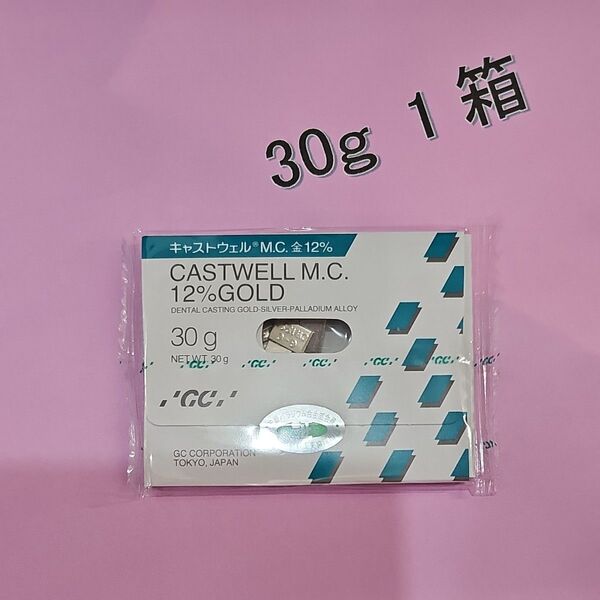 30g 1箱
キャストウェル® M.C. 金12%
CASTWELL M.C.
12%GOLD
DENTAL CASTING GOLD-SILVER-PALLADIUM ALLOY
30 g
NET WT. 30 g
GC
GC CORPORATION
TOKYO, JAPAN